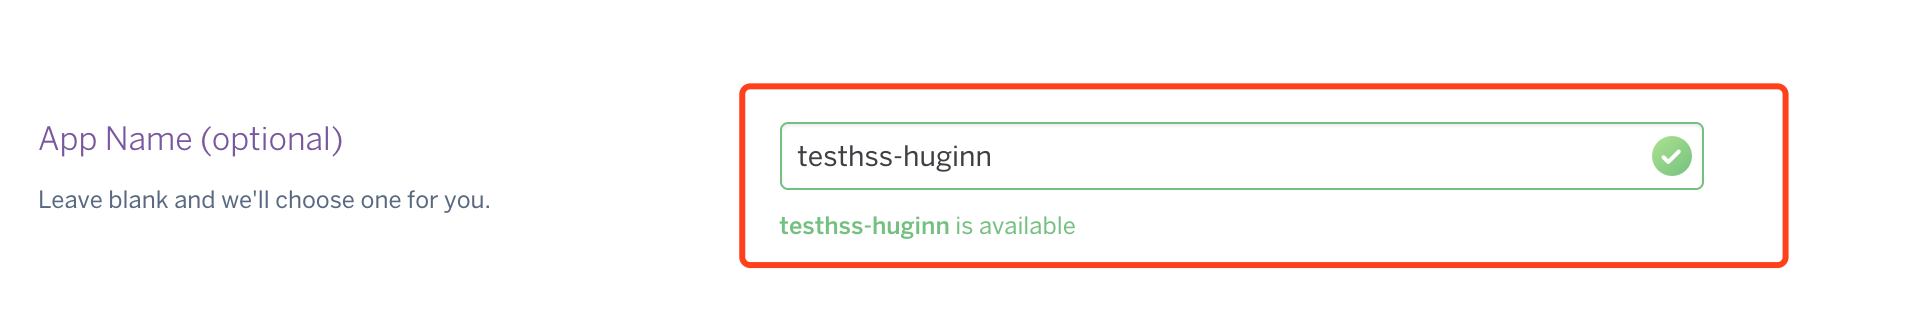 App Name (optional)
Leave blank and we'll choose one for you.
testhss-huginn
testhss-huginn is available